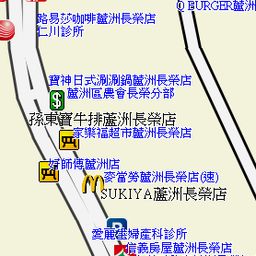 BURGER蘆洲
路易莎咖啡蘆洲長榮店
仁川診所
寶神日式涮涮鍋蘆洲長榮店
蘆洲區農會長榮分部
孫東寶牛排蘆洲長榮店
家樂福超市蘆洲長榮店
好師傅蘆洲店
麥當勞蘆洲長榮店(速)
SUKIYA蘆洲長榮店
愛麗生婦產科診所
信義房屋蘆洲長榮店